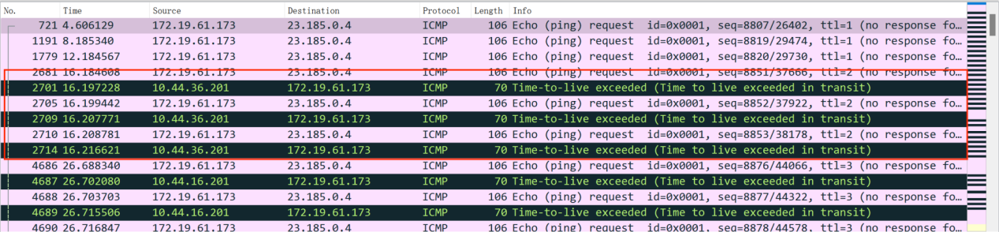 No. Time Source Destination Protocol Length Info
721 4.606129 172.19.61.173 23.185.0.4 ICMP 106 Echo (ping) request id=0x0001, seq=8807/26402, ttl=1 (no response fo…
1191 8.185340 172.19.61.173 23.185.0.4 ICMP 106 Echo (ping) request id=0x0001, seq=8819/29474, ttl=1 (no response fo…
1779 12.184567 172.19.61.173 23.185.0.4 ICMP 106 Echo (ping) request id=0x0001, seq=8820/29730, ttl=1 (no response fo…
2681 16.184608 172.19.61.173 23.185.0.4 ICMP 106 Echo (ping) request id=0x0001, seq=8851/37666, ttl=2 (no response fo…
2701 16.197228 10.44.36.201 172.19.61.173 ICMP 70 Time-to-live exceeded (Time to live exceeded in transit)
2705 16.199442 172.19.61.173 23.185.0.4 ICMP 106 Echo (ping) request id=0x0001, seq=8852/37922, ttl=2 (no response fo…
2709 16.207771 10.44.36.201 172.19.61.173 ICMP 70 Time-to-live exceeded (Time to live exceeded in transit)
2710 16.208781 172.19.61.173 23.185.0.4 ICMP 106 Echo (ping) request id=0x0001, seq=8853/38178, ttl=2 (no response fo…
2714 16.216621 10.44.36.201 172.19.61.173 ICMP 70 Time-to-live exceeded (Time to live exceeded in transit)
4686 26.688340 172.19.61.173 23.185.0.4 ICMP 106 Echo (ping) request id=0x0001, seq=8876/44066, ttl=3 (no response fo…
4687 26.702080 10.44.16.201 172.19.61.173 ICMP 70 Time-to-live exceeded (Time to live exceeded in transit)
4688 26.703703 172.19.61.173 23.185.0.4 ICMP 106 Echo (ping) request id=0x0001, seq=8877/44322, ttl=3 (no response fo…
4689 26.715506 10.44.16.201 172.19.61.173 ICMP 70 Time-to-live exceeded (Time to live exceeded in transit)
4690 26.716847 172.19.61.173 23.185.0.4 ICMP 106 Echo (ping) request id=0x0001, seq=8878/44578, ttl=3 (no response fo…